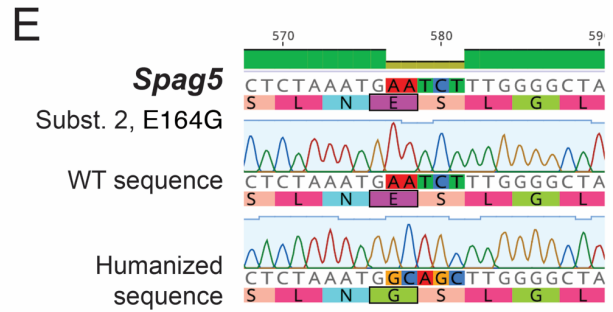 E
570 580 59
Spag5 CTCTAAATGAATCTTTGGGGCTA
Subst. 2, E164G S L N E S L G L
WT sequence CTCTAAATGAATCTTTGGGGCTA
S L N E S L G L
Humanized CTCTAAATGGCAGCTTGGGGCTA
sequence S L N G S L G L